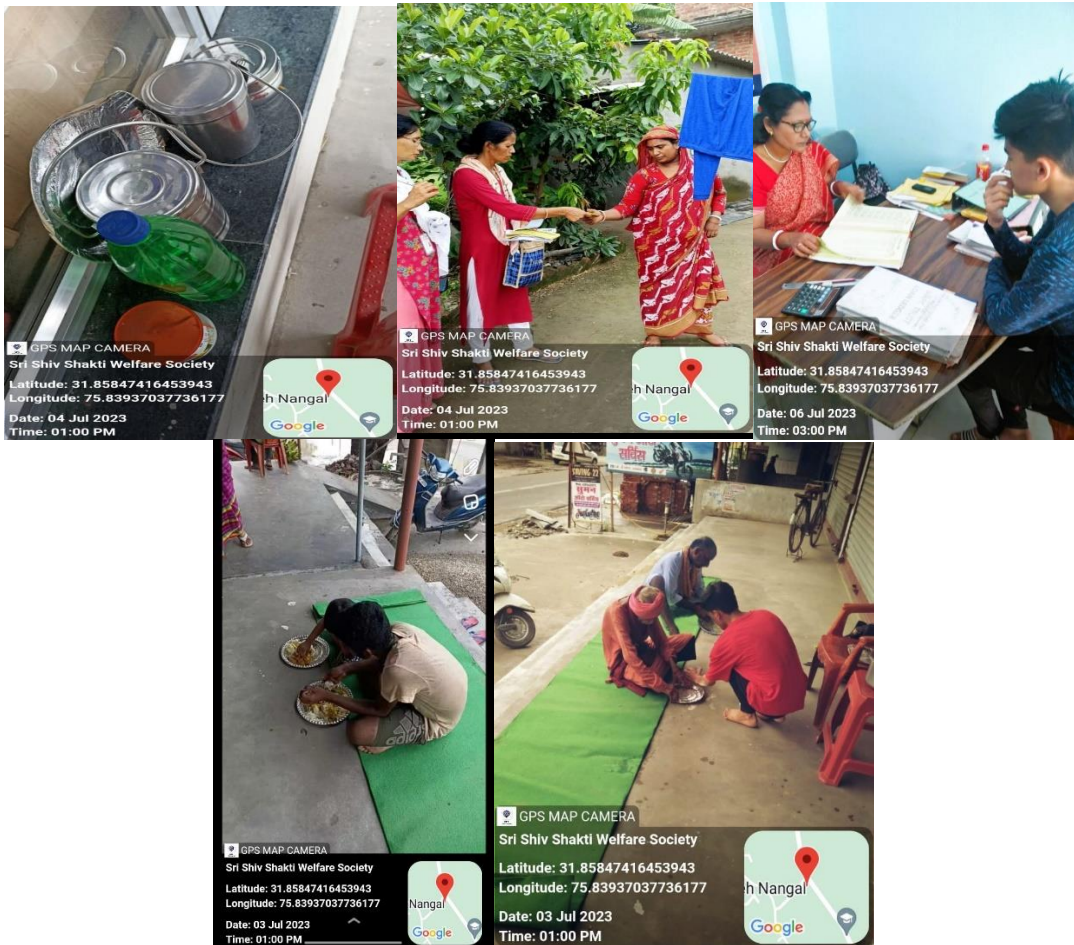 GPS MAP CAMERA
Sri Shiv Shakti Welfare Society
Latitude: 31.85847416453943
Longitude: 75.83937037736177
Date: 04 Jul 2023
Time: 01:00 PM
eh Nangal
Google
GPS MAP CAMERA
Sri Shiv Shakti Welfare Society
Latitude: 31.85847416453943
Longitude: 75.83937037736177
Date: 04 Jul 2023
Time: 01:00 PM
eh Nangal
Google
GPS MAP CAMERA
Sri Shiv Shakti Welfare Society
Latitude: 31.85847416453943
Longitude: 75.83937037736177
Date: 06 Jul 2023
Time: 03:00 PM
adidas
GPS MAP CAMERA
Sri Shiv Shakti Welfare Society
Latitude: 31.85847416453943
Longitude: 75.83937037736177
Date: 03 Jul 2023
Time: 01:00 PM
Nangal
Google
सर्विस
सुमन
GPS MAP CAMERA
Sri Shiv Shakti Welfare Society
Latitude: 31.85847416453943
Longitude: 75.83937037736177
Date: 03 Jul 2023
Time: 01:00 PM
h Nangal
Google